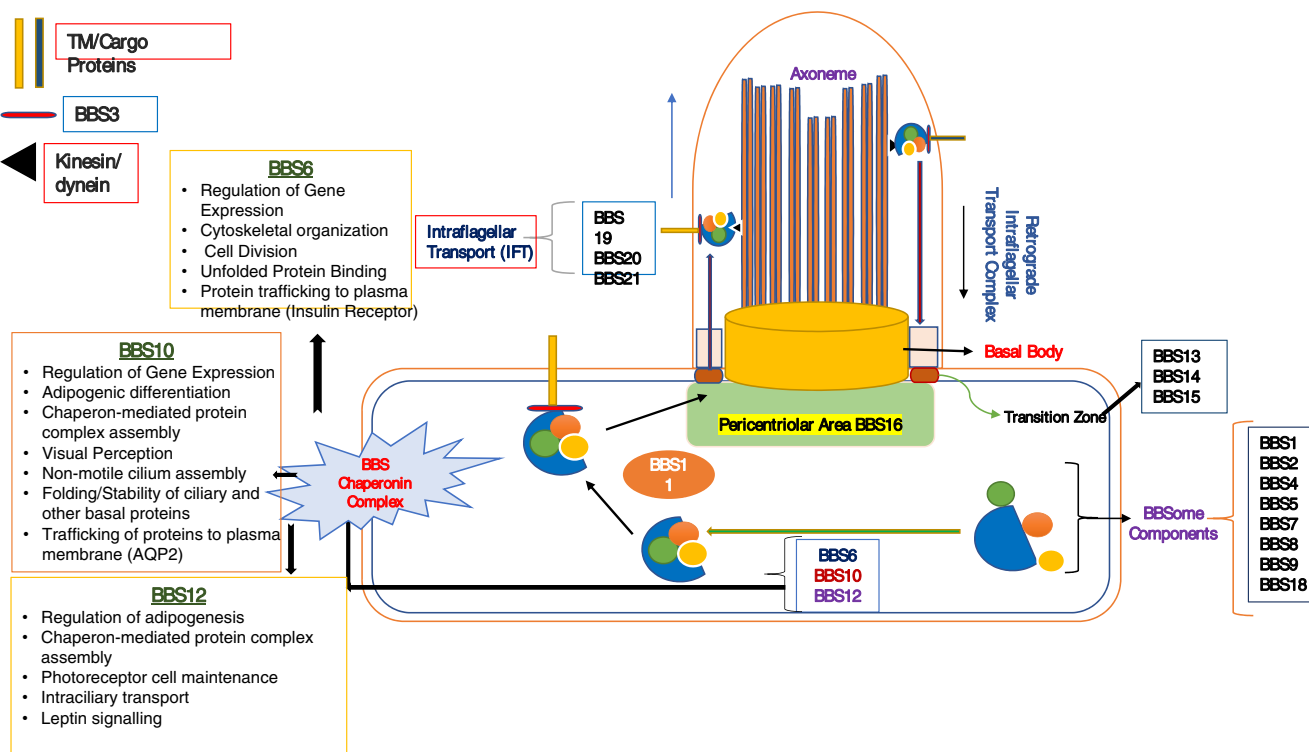 TM/Cargo
Proteins
BBS3
Kinesin/
dynein
BBS6
• Regulation of Gene
Expression
• Cytoskeletal organization
• Cell Division
• Unfolded Protein Binding
• Protein trafficking to plasma
membrane (Insulin Receptor)
BBS10
• Regulation of Gene Expression
• Adipogenic differentiation
• Chaperon-mediated protein
complex assembly
• Visual Perception
• Non-motile cilium assembly
• Folding/Stability of ciliary and
other basal proteins
• Trafficking of proteins to plasma
membrane (AQP2)
BBS12
• Regulation of adipogenesis
• Chaperon-mediated protein complex
assembly
• Photoreceptor cell maintenance
• Intraciliary transport
• Leptin signalling
BBS
Chaperonin
Complex
Intraflagellar
Transport (IFT)
BBS
19
BBS20
BBS21
Axoneme
Retrograde
Intraflagellar
Transport Complex
Basal Body
Pericentriolar Area BBS16
Transition Zone
BBS13
BBS14
BBS15
BBS1
1
BBS6
BBS10
BBS12
BBSome
Components
BBS1
BBS2
BBS4
BBS5
BBS7
BBS8
BBS9
BBS18